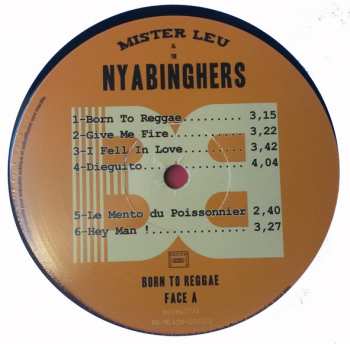 MISTER LEU
& THE
NYABINGHERS
1-Born To Reggae........ 3,15
2-Give Me Fire.......... 3,22
3-I Fell In Love........ 3,42
4-Dieguito.............. 4,04
5-Le Mento du Poissonnier 2,40
6-Hey Man !............. 3,27
BORN TO REGGAE
FACE A